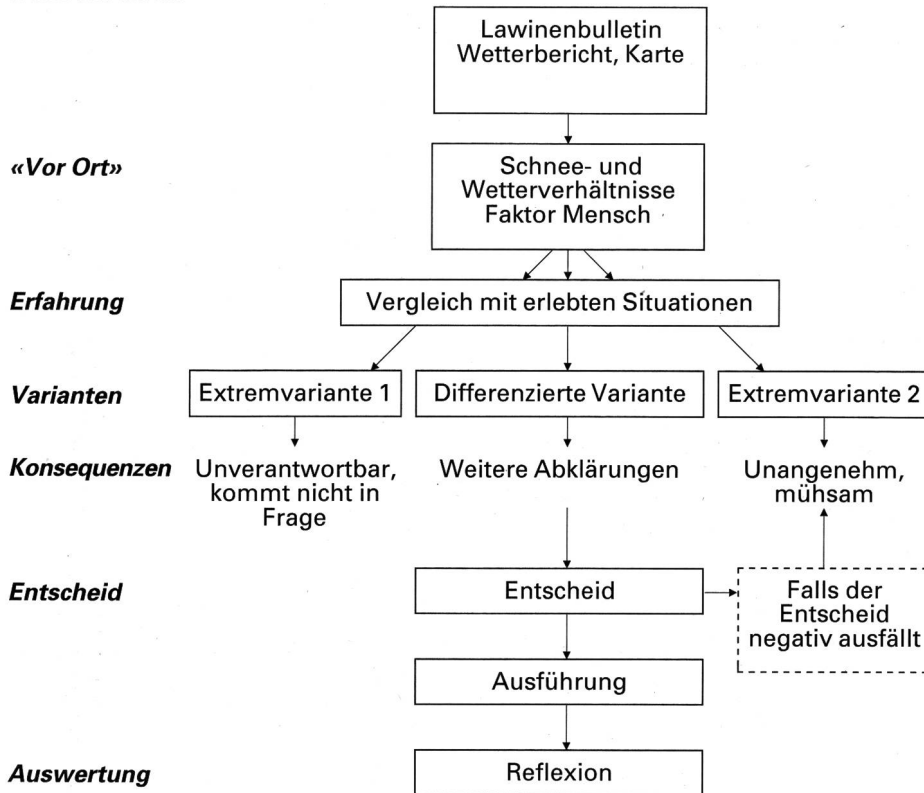 Lawinenbulletin
Wetterbericht, Karte
«Vor Ort»
Schnee- und
Wetterverhältnisse
Faktor Mensch
Erfahrung
Vergleich mit erlebten Situationen
Varianten
Extremvariante 1
Differenzierte Variante
Extremvariante 2
Konsequenzen
Unverantwortbar,
kommt nicht in
Frage
Weitere Abklärungen
Unangenehm,
mühsam
Entscheid
Entscheid
Falls der
Entscheid
negativ ausfällt
Ausführung
Auswertung
Reflexion